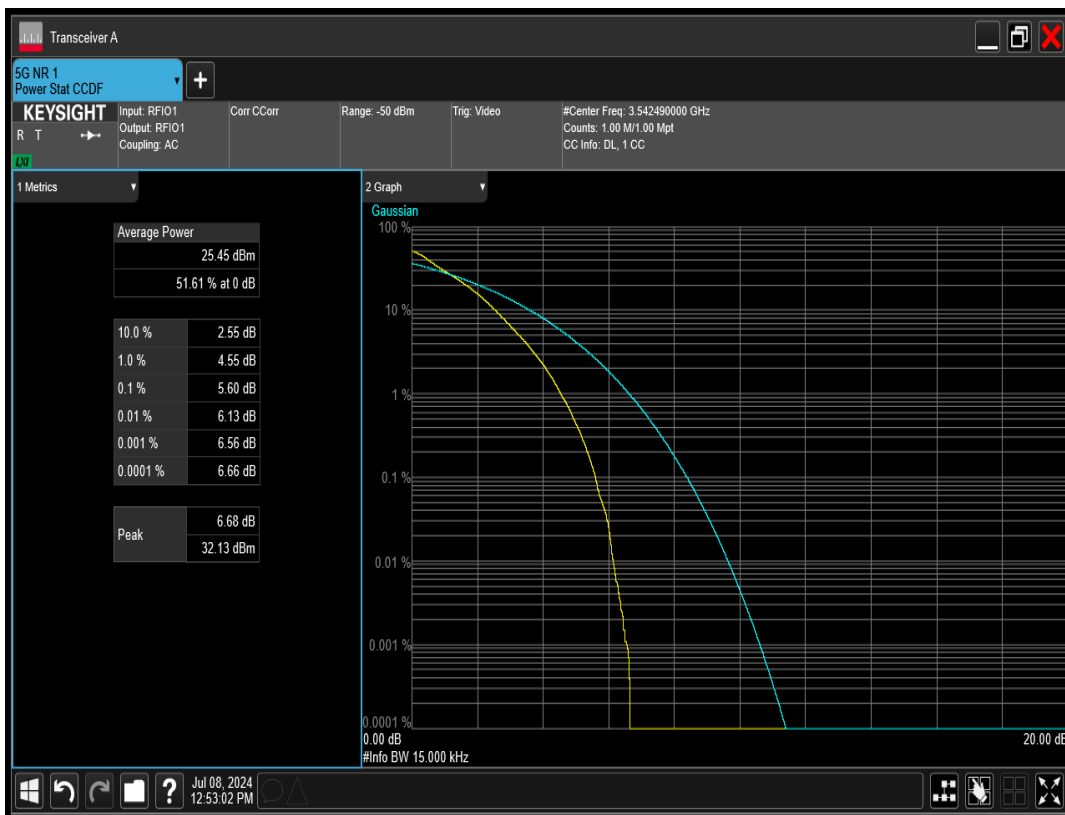 Transceiver A
5G NR 1
Power Stat CCDF
+
KEYSIGHT
R T
LXI
Input: RFIO1
Output: RFIO1
Coupling: AC
Corr CCorr
Range: -50 dBm
Trig: Video
#Center Freq: 3.542490000 GHz
Counts: 1.00 M/1.00 Mpt
CC Info: DL, 1 CC
1 Metrics
Average Power
25.45 dBm
51.61 % at 0 dB
10.0 % 2.55 dB
1.0 % 4.55 dB
0.1 % 5.60 dB
0.01 % 6.13 dB
0.001 % 6.56 dB
0.0001 % 6.66 dB
Peak
6.68 dB
32.13 dBm
2 Graph
Gaussian
100 %
10 %
1 %
0.1 %
0.01 %
0.001 %
0.0001 %
0.00 dB
20.00 dB
#Info BW 15.000 kHz
?
Jul 08, 2024
12:53:02 PM